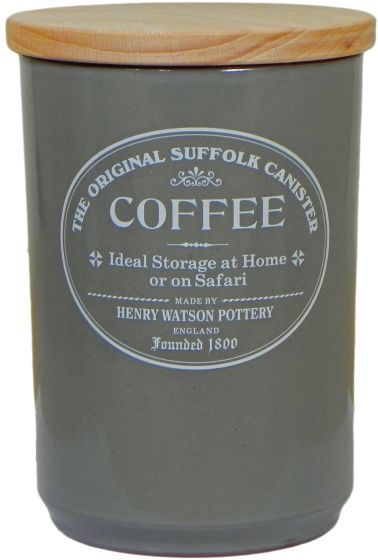 THE ORIGINAL SUFFOLK CANISTER
COFFEE
Ideal Storage at Home
or on Safari
MADE BY
HENRY WATSON POTTERY
ENGLAND
Founded 1800